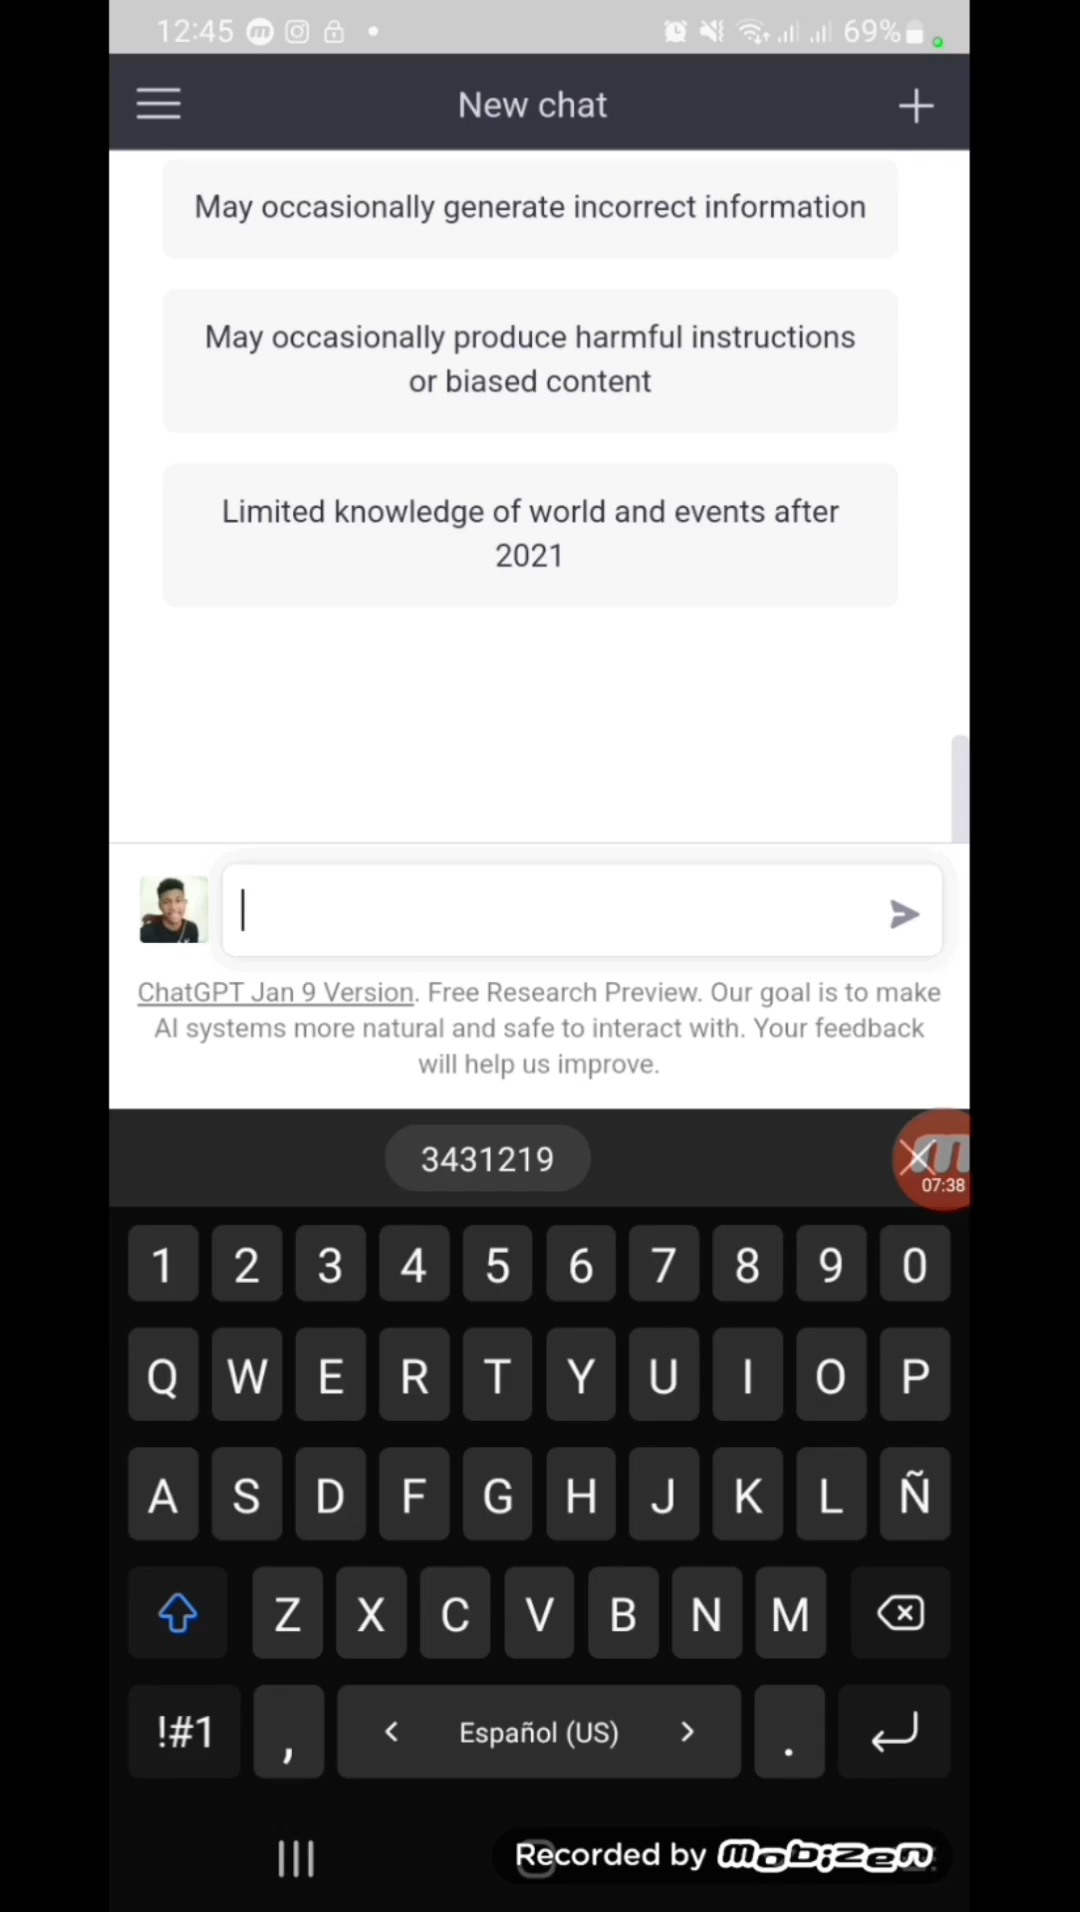 12:45
69%
New chat
May occasionally generate incorrect information
May occasionally produce harmful instructions
or biased content
Limited knowledge of world and events after
2021
ChatGPT Jan 9 Version. Free Research Preview. Our goal is to make
AI systems more natural and safe to interact with. Your feedback
will help us improve.
3431219
07:38
1 2 3 4 5 6 7 8 9 0
Q W E R T Y U I O P
A S D F G H J K L Ñ
Z X C V B N M
!#1 , < Español (US) > .
Recorded by mobizen